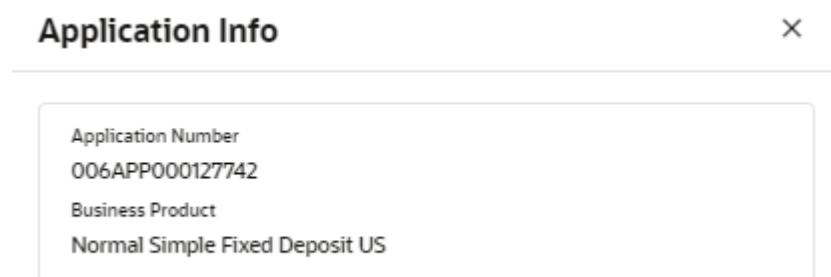 Application Info
Application Number
006APP000127742
Business Product
Normal Simple Fixed Deposit US